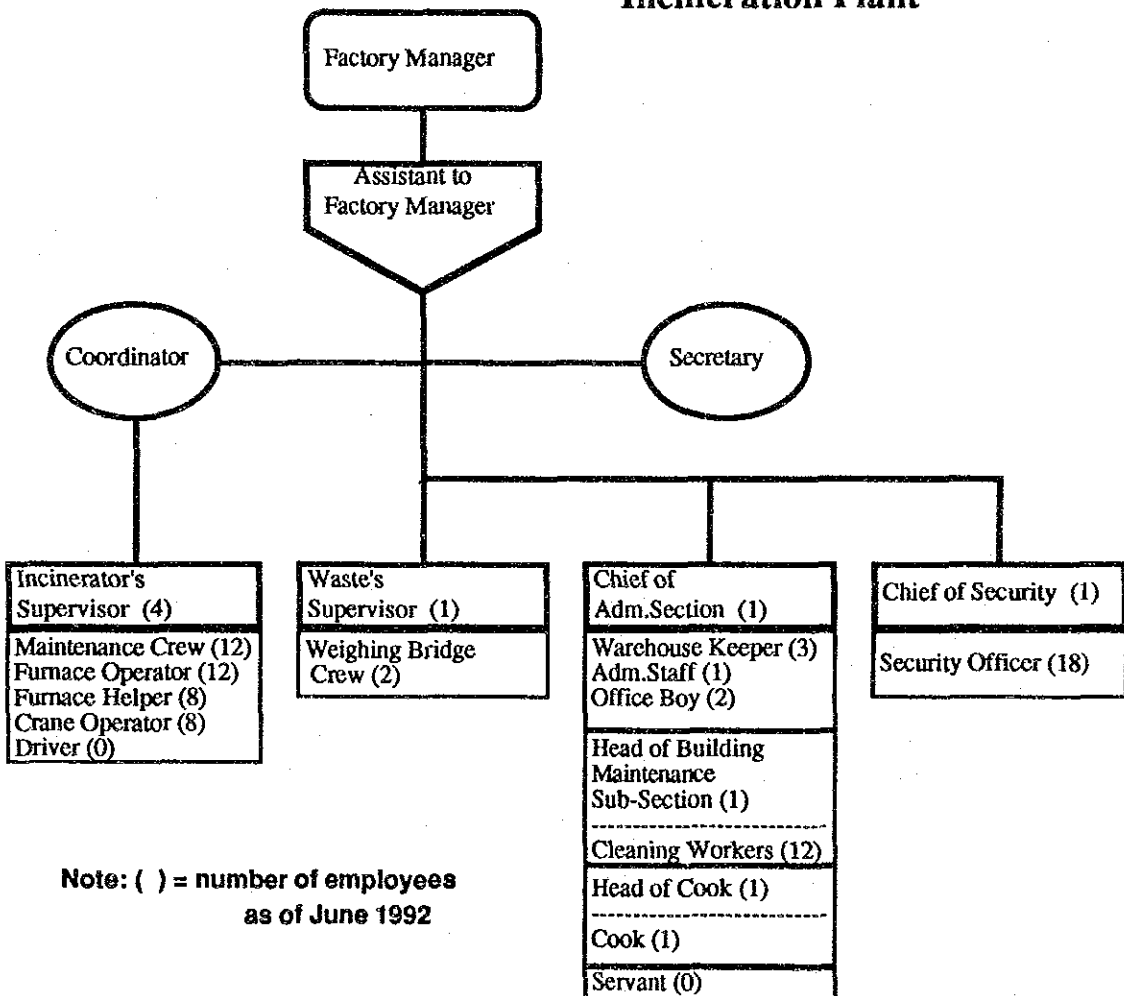 Incineration Plant
Factory Manager
Assistant to
Factory Manager
Coordinator
Secretary
Incinerator's
Supervisor (4)
Maintenance Crew (12)
Furnace Operator (12)
Furnace Helper (8)
Crane Operator (8)
Driver (0)
Waste's
Supervisor (1)
Weighing Bridge
Crew (2)
Chief of
Adm.Section (1)
Warehouse Keeper (3)
Adm.Staff (1)
Office Boy (2)
Head of Building
Maintenance
Sub-Section (1)
Cleaning Workers (12)
Head of Cook (1)
Cook (1)
Servant (0)
Chief of Security (1)
Security Officer (18)
Note: ( ) = number of employees
as of June 1992